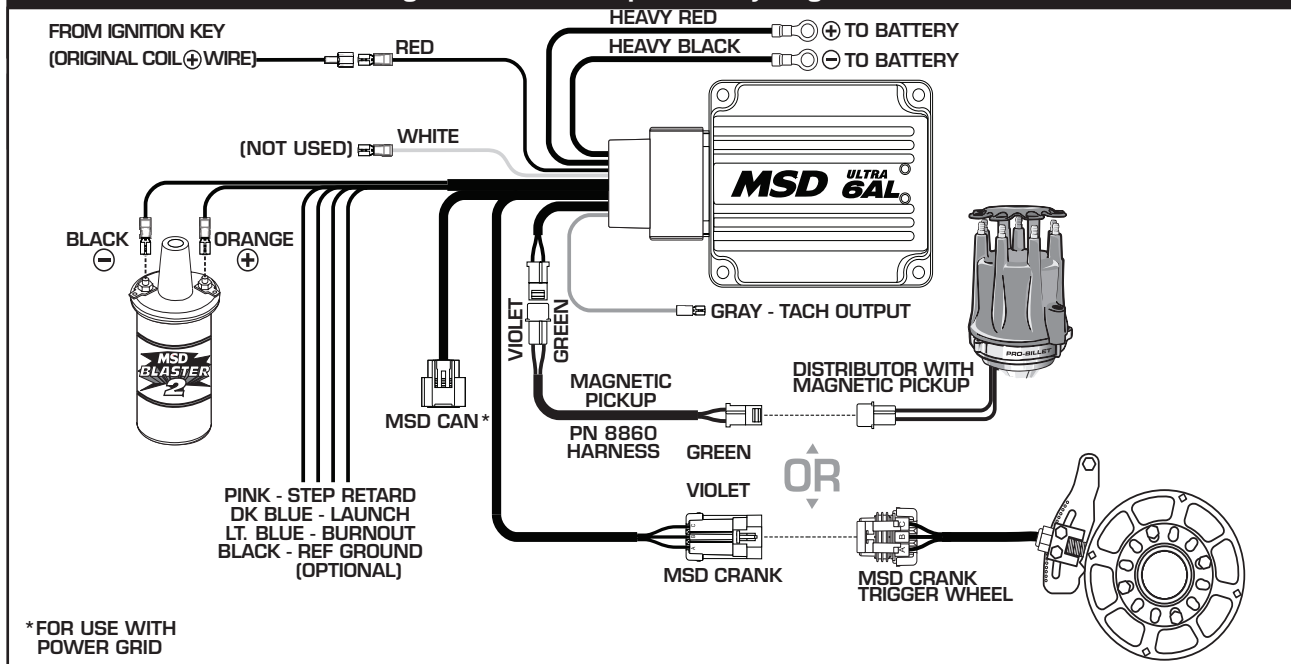 FROM IGNITION KEY
(ORIGINAL COIL⊕WIRE)
RED
HEAVY RED
⊕ TO BATTERY
HEAVY BLACK
⊖ TO BATTERY
(NOT USED)
WHITE
MSD ULTRA 6AL
BLACK
⊖
ORANGE
⊕
MSD
BLASTER
2
VIOLET
GREEN
GRAY - TACH OUTPUT
PRO-BILLET
DISTRIBUTOR WITH
MAGNETIC PICKUP
MAGNETIC
PICKUP
PN 8860
HARNESS
MSD CAN*
GREEN
VIOLET
OR
PINK - STEP RETARD
DK BLUE - LAUNCH
LT. BLUE - BURNOUT
BLACK - REF GROUND
(OPTIONAL)
C
B
A
MSD CRANK
C
B
A
MSD CRANK
TRIGGER WHEEL
*FOR USE WITH
POWER GRID